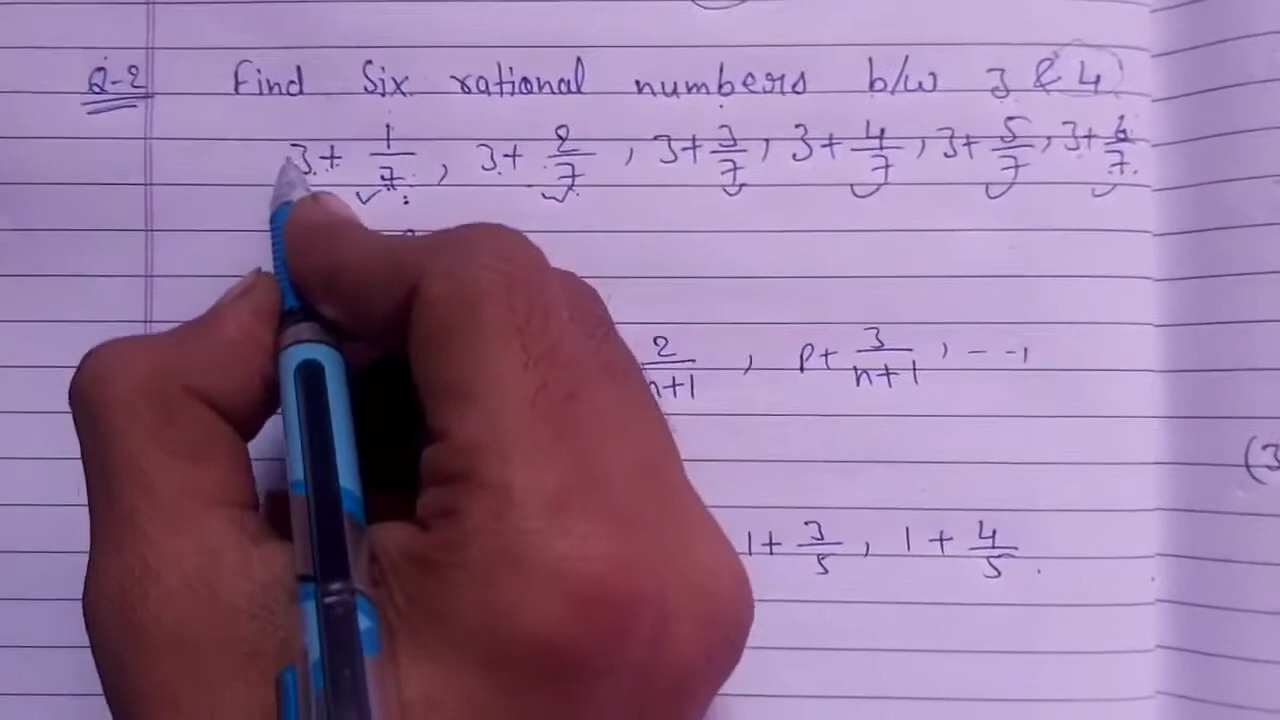 Q-2 Find Six rational numbers b/w 3 & 4
3+ 1/7, 3+ 2/7, 3+ 3/7, 3+ 4/7, 3+ 5/7, 3+ 6/7
2/n+1, p+ 3/n+1, - - -
(3
1+ 3/5, 1+ 4/5.